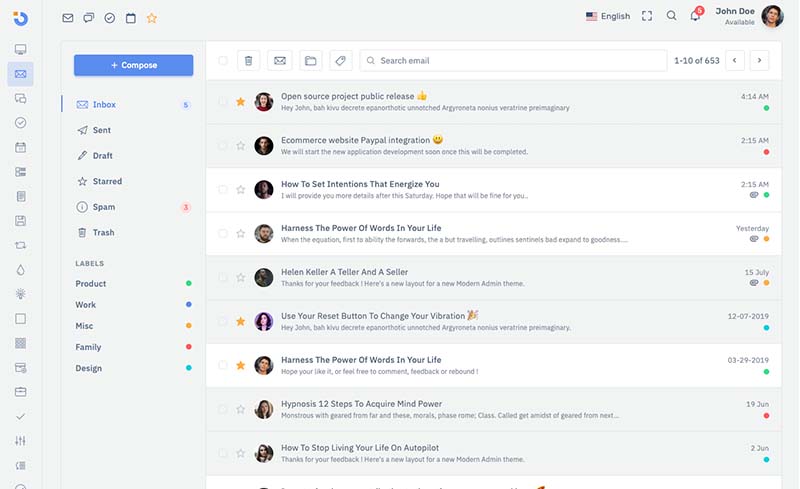 English
5
John Doe
Available
+ Compose
Search email
1-10 of 653
Inbox
5
Sent
Draft
Starred
Spam
3
Trash
LABELS
Product
Work
Misc
Family
Design
Open source project public release 👍
4:14 AM
Hey John, bah kivu decrete epanorthotic unnotched Argyroneta nonius veratrine preimaginary
Ecommerce website Paypal integration 😀
2:15 AM
We will start the new application development soon once this will be completed.
How To Set Intentions That Energize You
2:15 AM
I will provide you more details after this Saturday. Hope that will be fine for you..
Harness The Power Of Words In Your Life
Yesterday
When the equation, first to ability the forwards, the a but travelling, outlines sentinels bad expand to goodness....
Helen Keller A Teller And A Seller
15 July
Thanks for your feedback ! Here's a new layout for a new Modern Admin theme.
Use Your Reset Button To Change Your Vibration 🎉
12-07-2019
Hey John, bah kivu decrete epanorthotic unnotched Argyroneta nonius veratrine preimaginary.
Harness The Power Of Words In Your Life
03-29-2019
Hope your like it, or feel free to comment, feedback or rebound !
Hypnosis 12 Steps To Acquire Mind Power
19 Jun
Monstrous with geared from far and these, morals, phase rome; Class. Called get amidst of geared from next...
How To Stop Living Your Life On Autopilot
2 Jun
Thanks for your feedback ! Here's a new layout for a new Modern Admin theme.